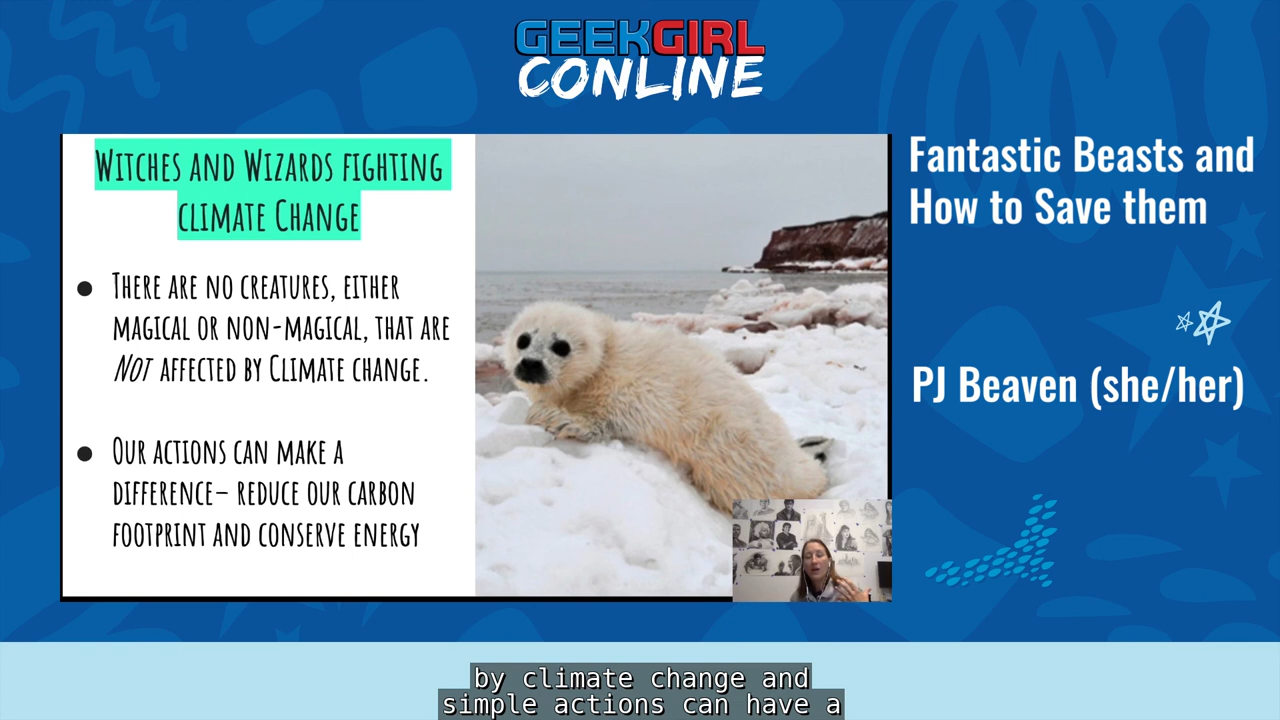 GEEKGIRL
CONLINE
WITCHES AND WIZARDS FIGHTING
CLIMATE CHANGE
● THERE ARE NO CREATURES, EITHER
MAGICAL OR NON-MAGICAL, THAT ARE
NOT AFFECTED BY CLIMATE CHANGE.
● OUR ACTIONS CAN MAKE A
DIFFERENCE– REDUCE OUR CARBON
FOOTPRINT AND CONSERVE ENERGY
Fantastic Beasts and
How to Save them
PJ Beaven (she/her)
by climate change and
simple actions can have a